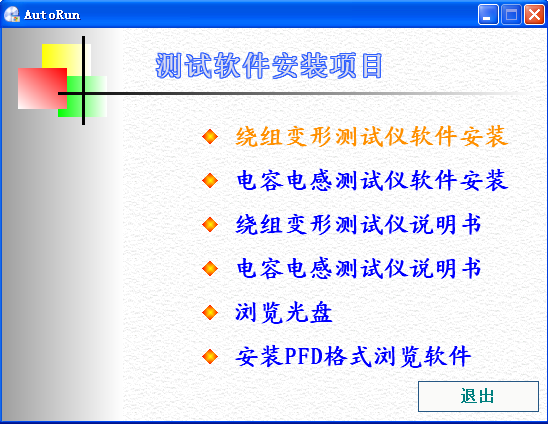 AutoRun
测试软件安装项目
绕组变形测试仪软件安装
电容电感测试仪软件安装
绕组变形测试仪说明书
电容电感测试仪说明书
浏览光盘
安装PFD格式浏览软件
退出